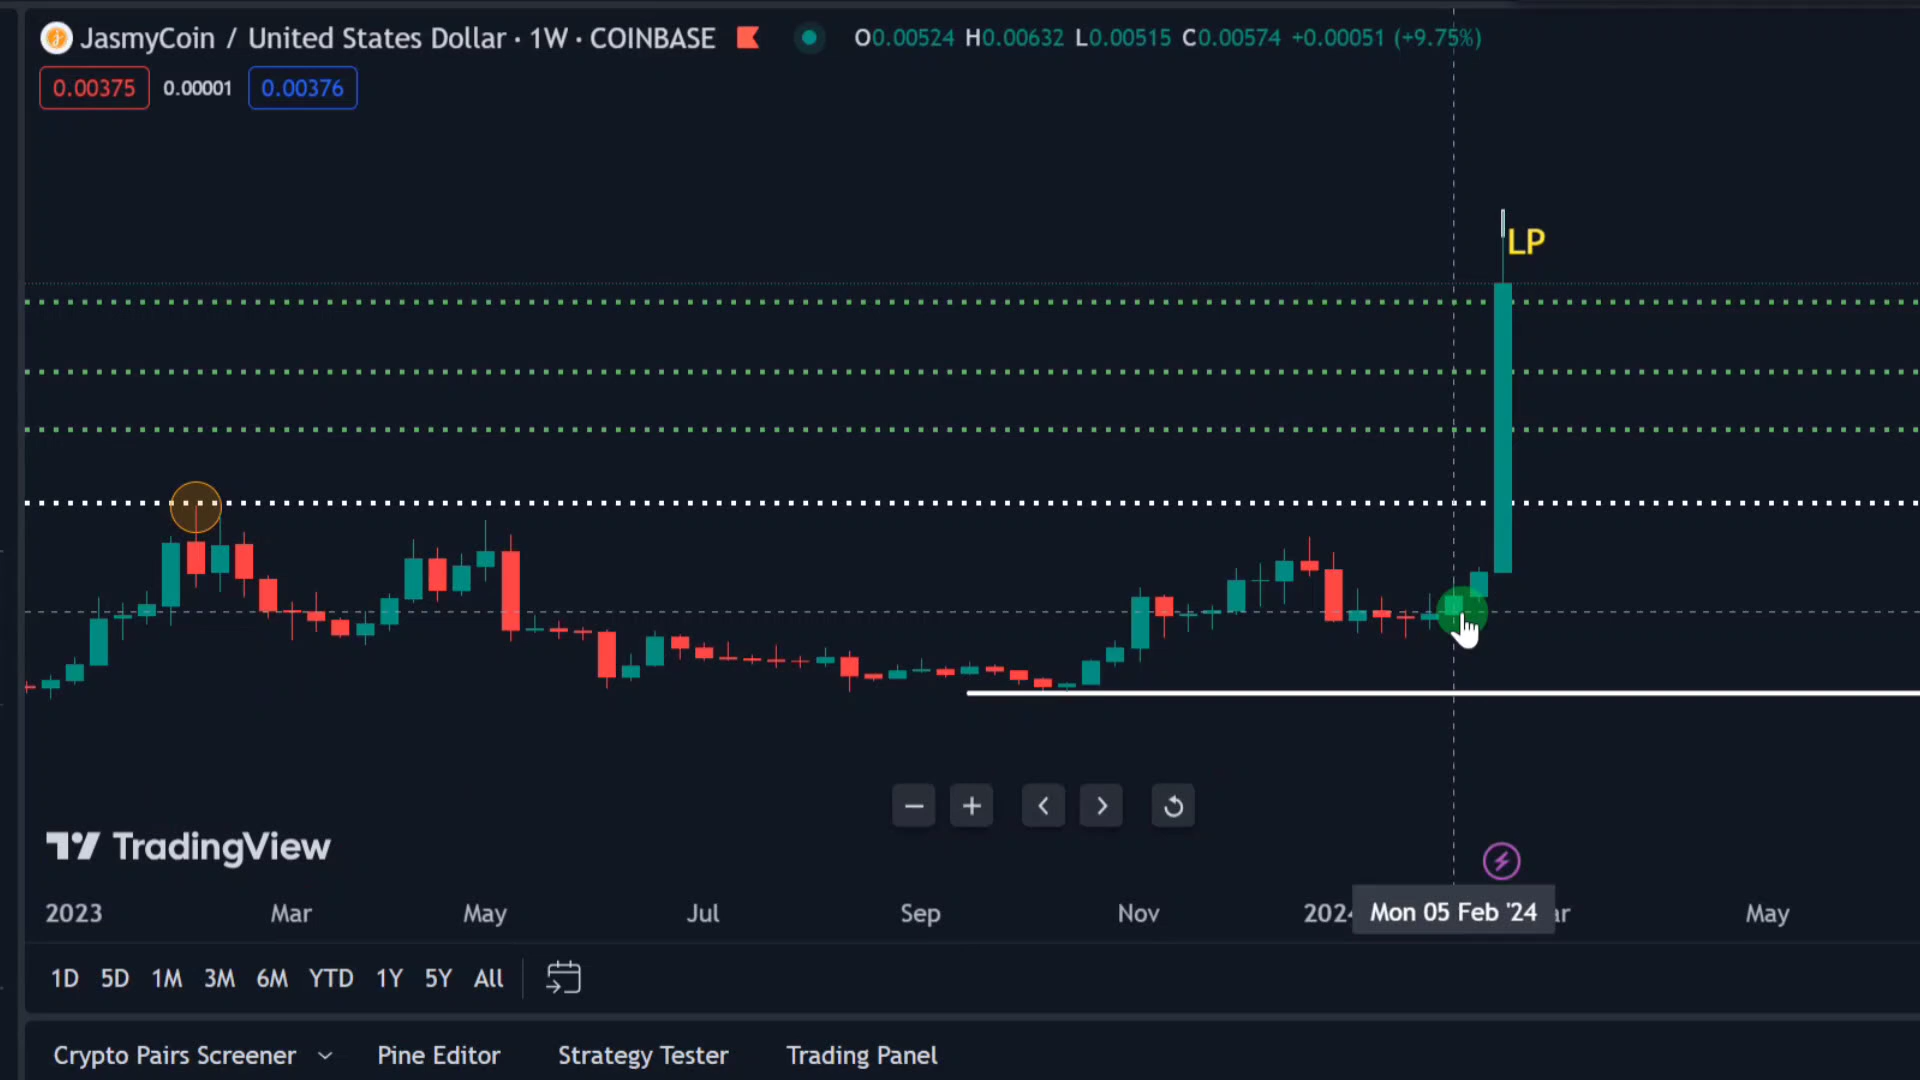 JasmyCoin / United States Dollar · 1W · COINBASE O0.00524 H0.00632 L0.00515 C0.00574 +0.00051 (+9.75%)
0.00375 0.00001 0.00376
LP
TradingView
2023 Mar May Jul Sep Nov 2024 Mon 05 Feb '24 ar May
1D 5D 1M 3M 6M YTD 1Y 5Y All
Crypto Pairs Screener Pine Editor Strategy Tester Trading Panel